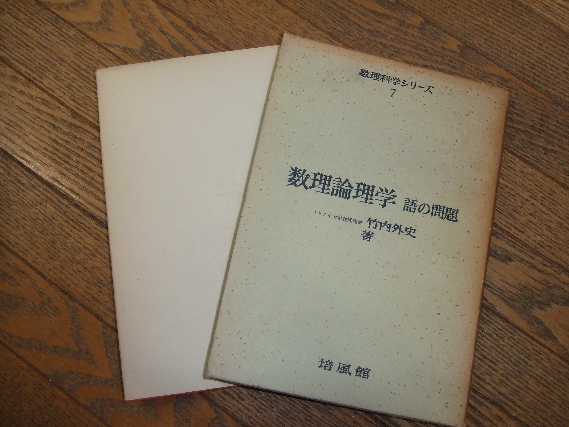 数理科学シリーズ
7
数理論理学 語の問題
竹内外史
著
培風館